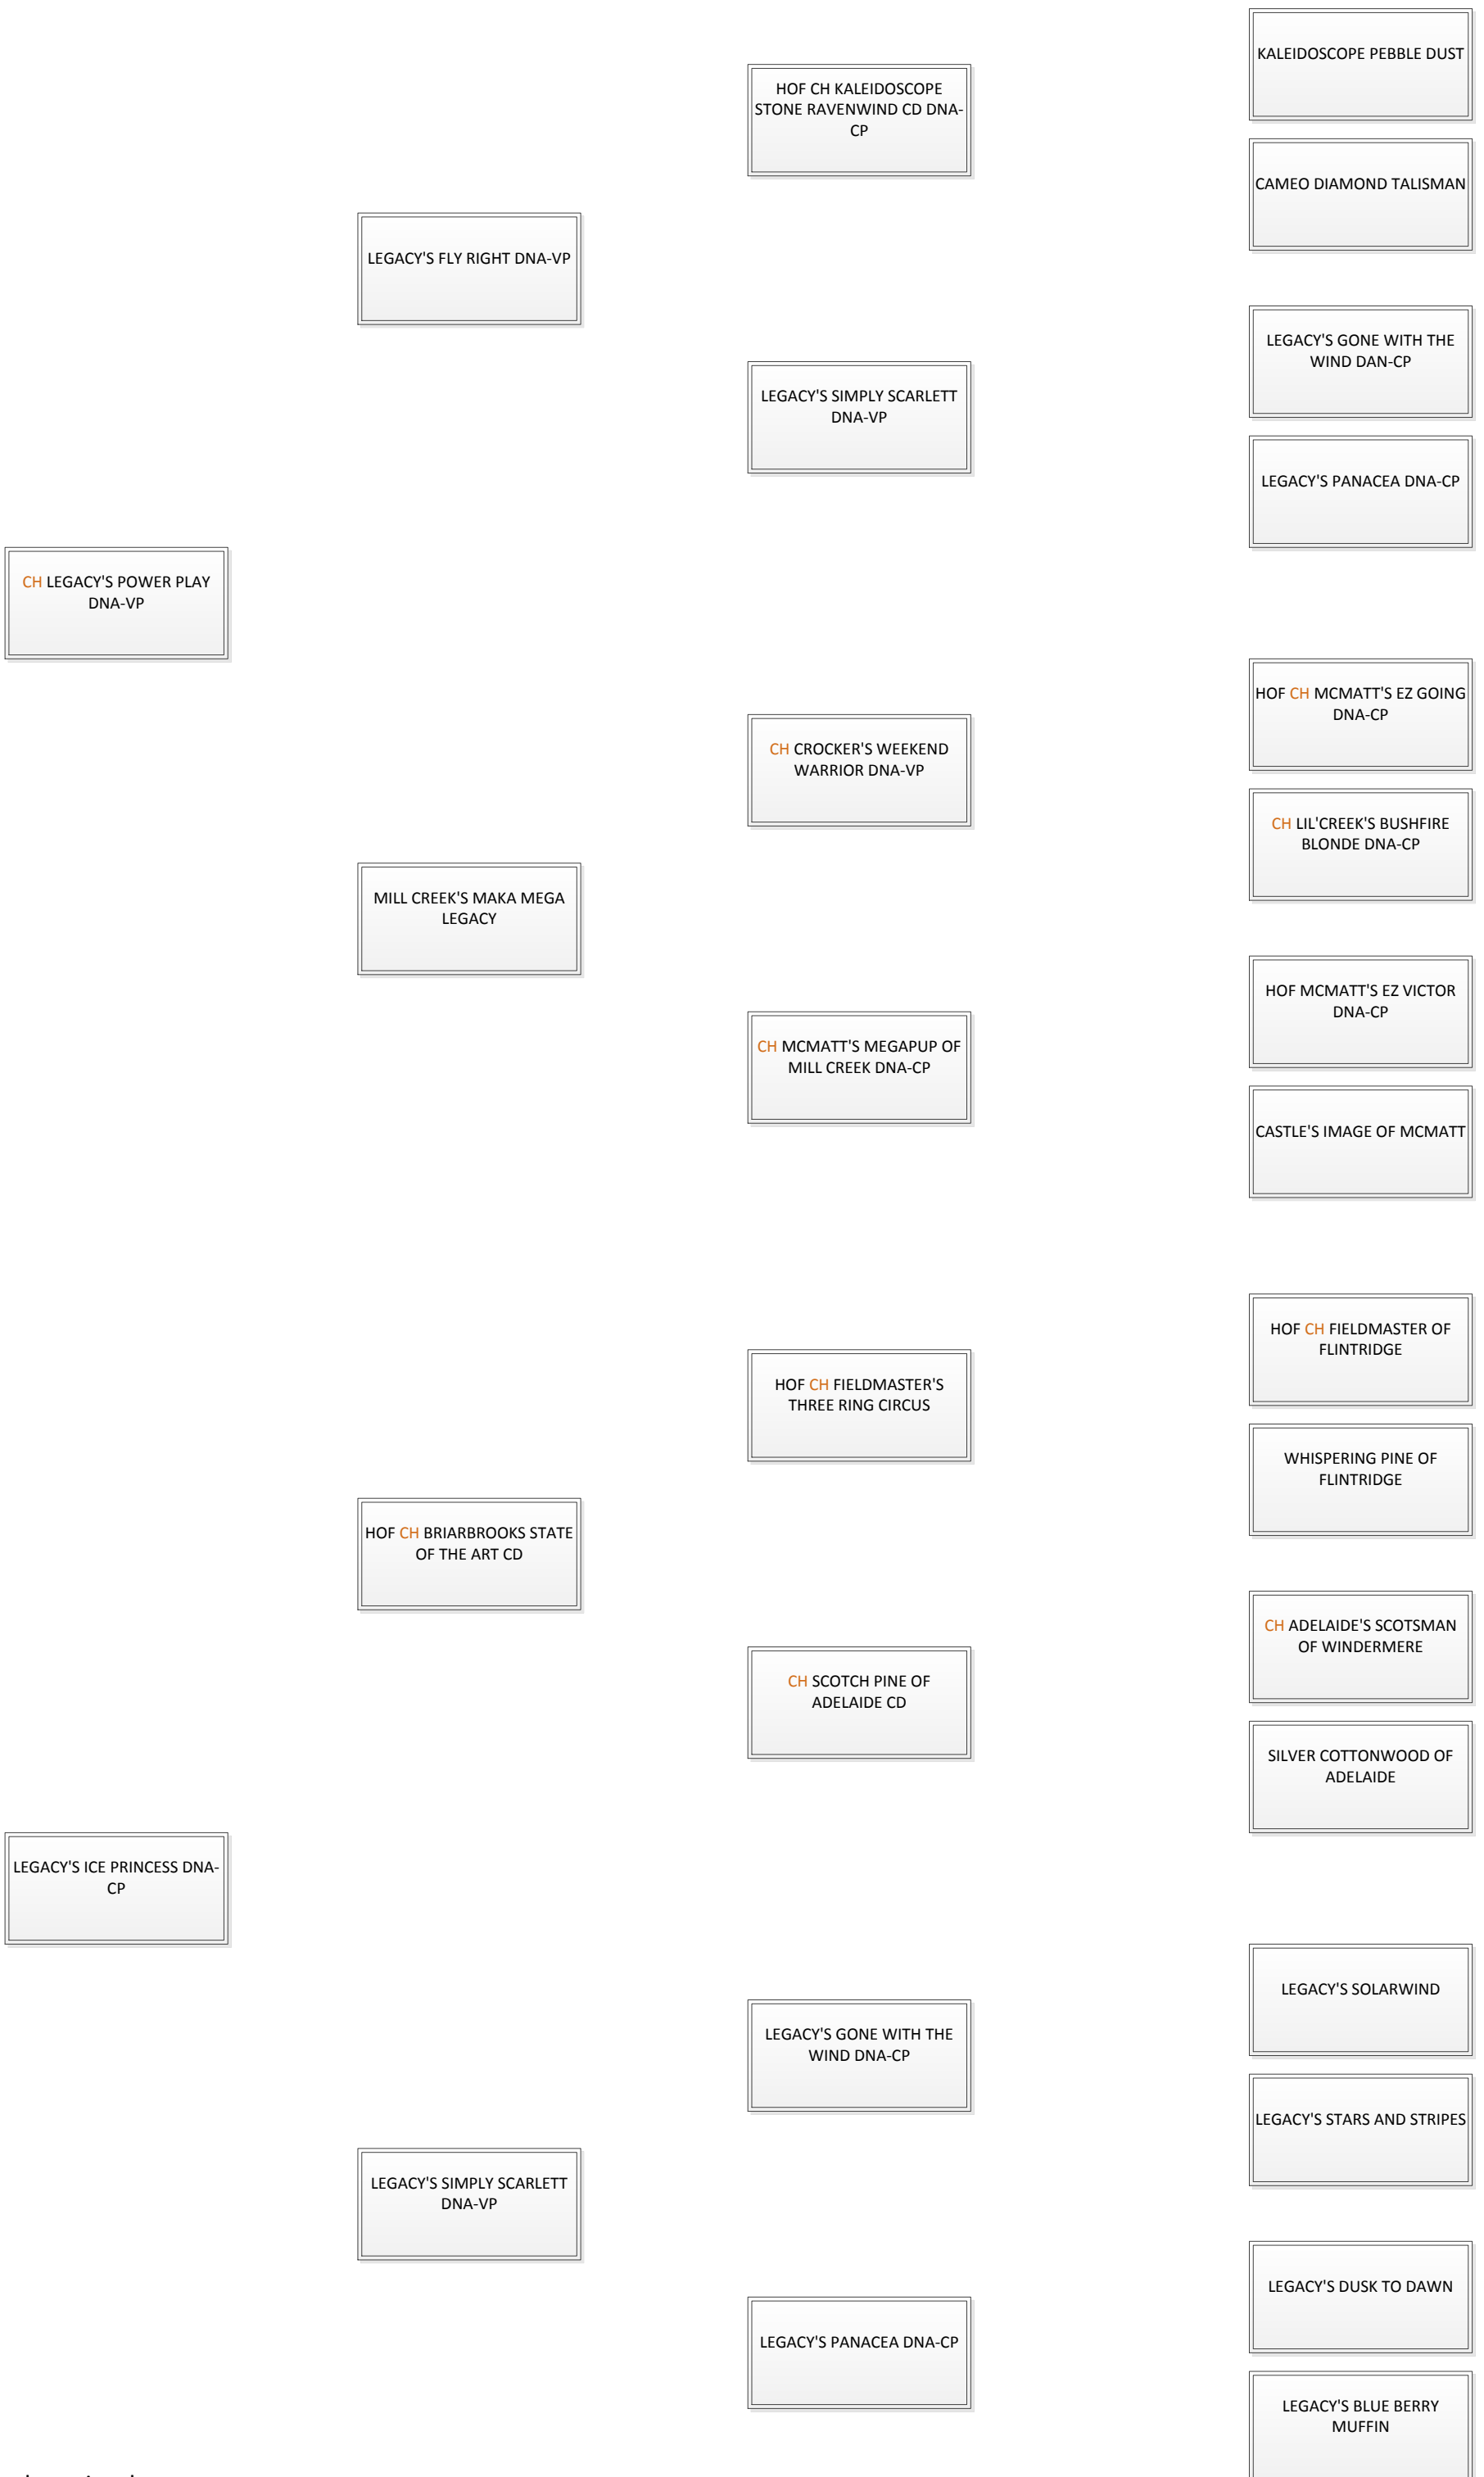 KALEIDOSCOPE PEBBLE DUST
HOF CH KALEIDOSCOPE
STONE RAVENWIND CD DNA-
CP
CAMEO DIAMOND TALISMAN
LEGACY'S FLY RIGHT DNA-VP
LEGACY'S GONE WITH THE
WIND DAN-CP
LEGACY'S SIMPLY SCARLETT
DNA-VP
LEGACY'S PANACEA DNA-CP
CH LEGACY'S POWER PLAY
DNA-VP
HOF CH MCMATT'S EZ GOING
DNA-CP
CH CROCKER'S WEEKEND
WARRIOR DNA-VP
CH LIL'CREEK'S BUSHFIRE
BLONDE DNA-CP
MILL CREEK'S MAKA MEGA
LEGACY
HOF MCMATT'S EZ VICTOR
DNA-CP
CH MCMATT'S MEGAPUP OF
MILL CREEK DNA-CP
CASTLE'S IMAGE OF MCMATT
HOF CH FIELDMASTER OF
FLINTRIDGE
HOF CH FIELDMASTER'S
THREE RING CIRCUS
WHISPERING PINE OF
FLINTRIDGE
HOF CH BRIARBROOKS STATE
OF THE ART CD
CH ADELAIDE'S SCOTSMAN
OF WINDERMERE
CH SCOTCH PINE OF
ADELAIDE CD
SILVER COTTONWOOD OF
ADELAIDE
LEGACY'S ICE PRINCESS DNA-
CP
LEGACY'S SOLARWIND
LEGACY'S GONE WITH THE
WIND DNA-CP
LEGACY'S STARS AND STRIPES
LEGACY'S SIMPLY SCARLETT
DNA-VP
LEGACY'S DUSK TO DAWN
LEGACY'S PANACEA DNA-CP
LEGACY'S BLUE BERRY
MUFFIN